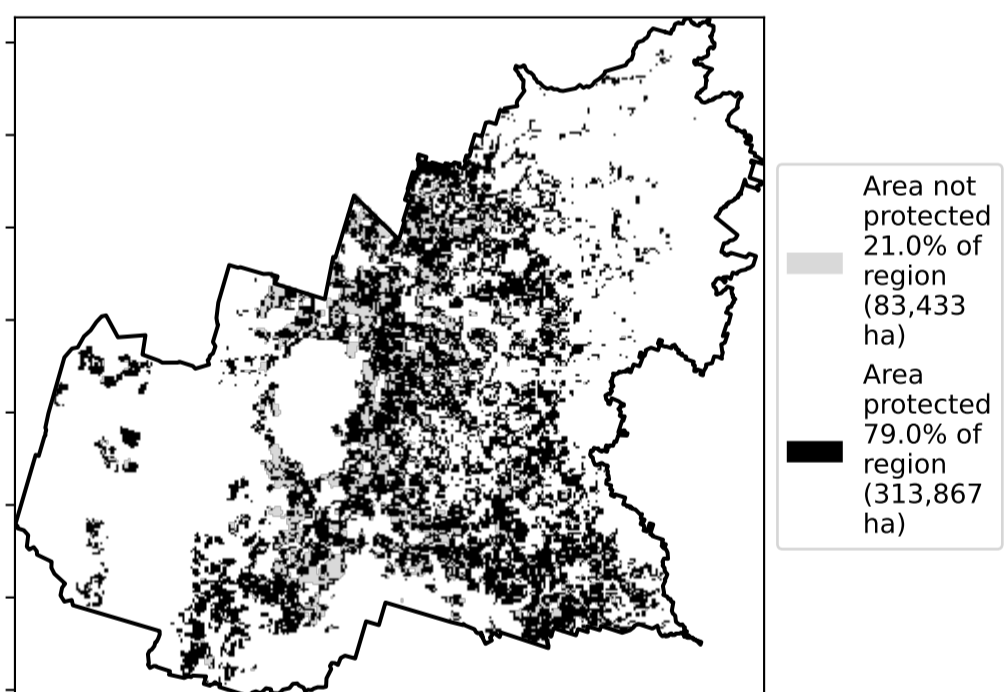 Area not
protected
21.0% of
region
(83,433
ha)
Area
protected
79.0% of
region
(313,867
ha)